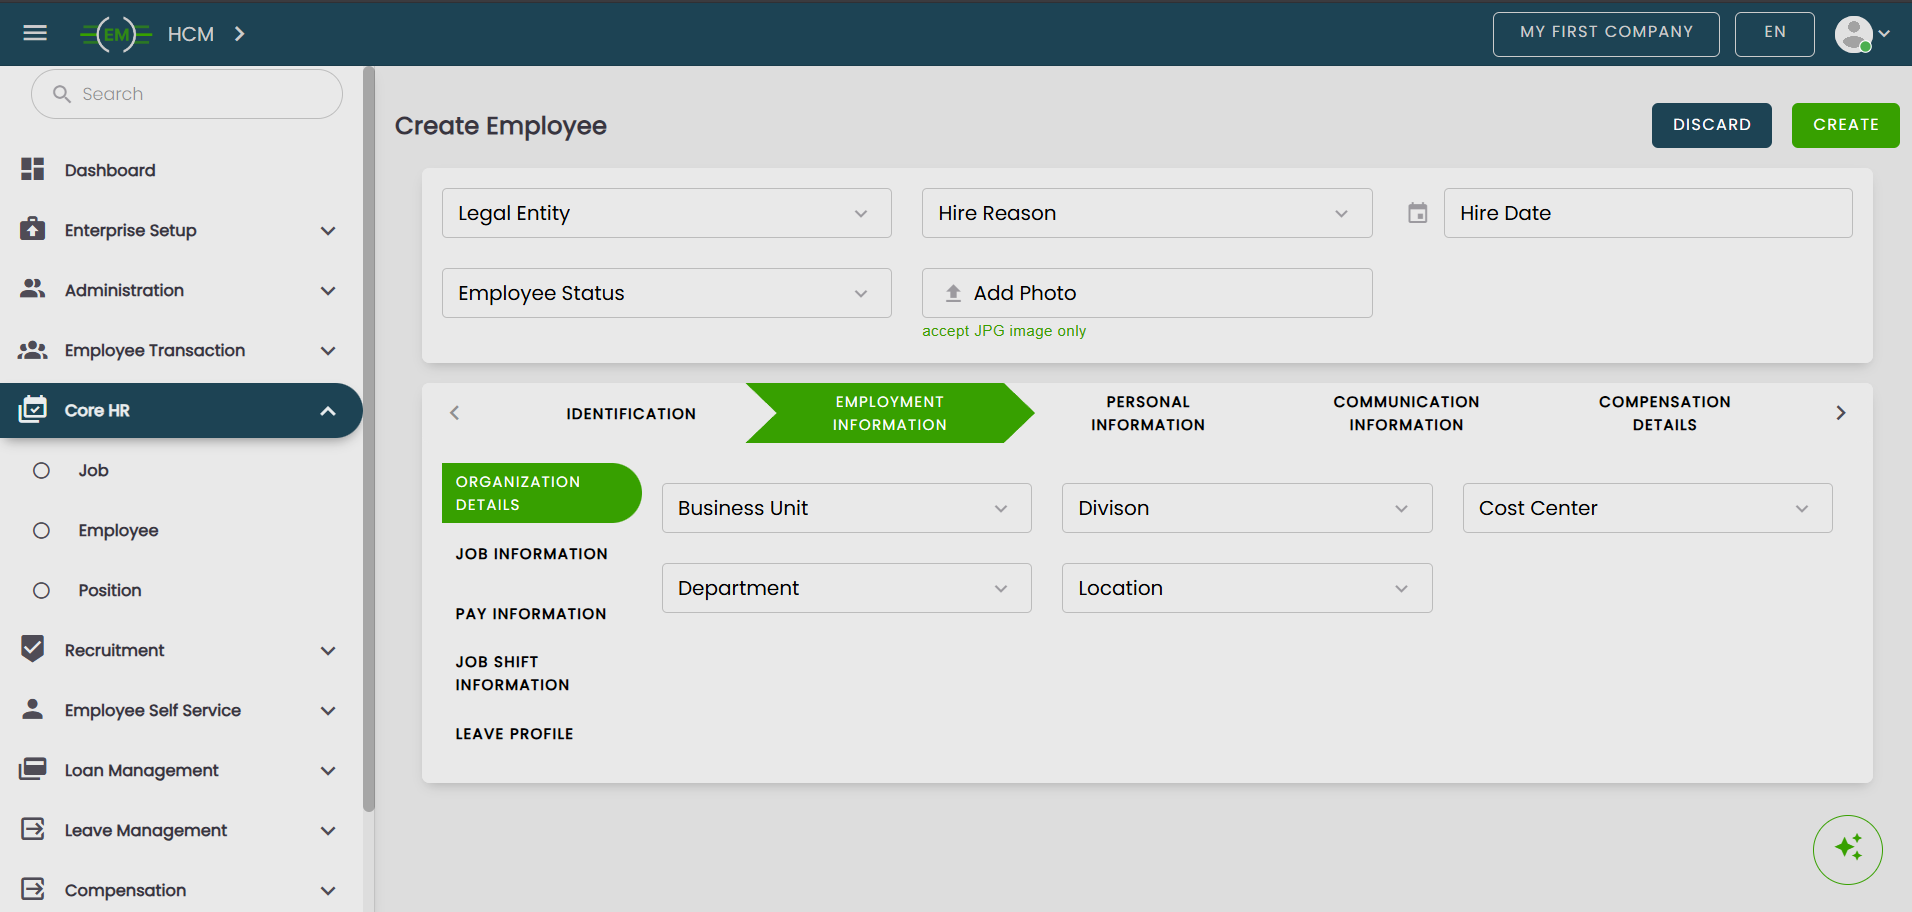 EM HCM
MY FIRST COMPANY
EN
Search
Dashboard
Enterprise Setup
Administration
Employee Transaction
Core HR
Job
Employee
Position
Recruitment
Employee Self Service
Loan Management
Leave Management
Compensation
Create Employee
DISCARD
CREATE
Legal Entity
Hire Reason
Hire Date
Employee Status
Add Photo
accept JPG image only
IDENTIFICATION
EMPLOYMENT
INFORMATION
PERSONAL
INFORMATION
COMMUNICATION
INFORMATION
COMPENSATION
DETAILS
ORGANIZATION
DETAILS
JOB INFORMATION
PAY INFORMATION
JOB SHIFT
INFORMATION
LEAVE PROFILE
Business Unit
Divison
Cost Center
Department
Location